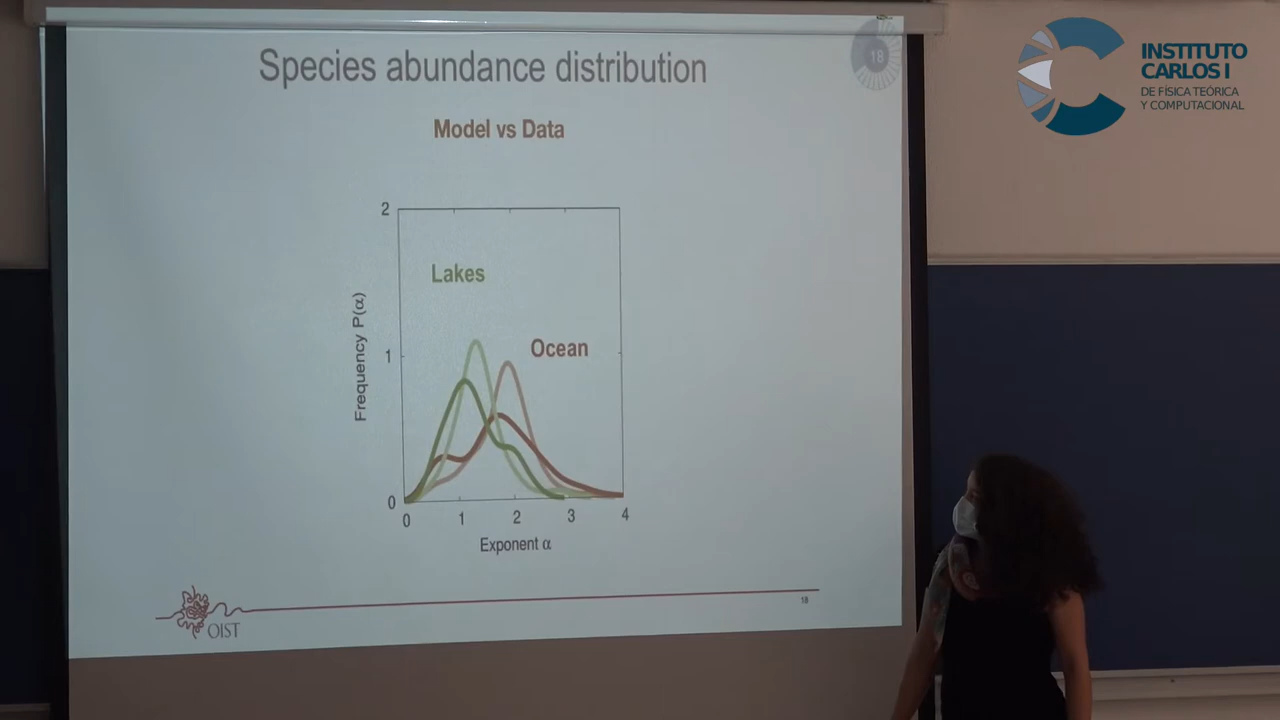 Species abundance distribution
18
Model vs Data
2
Lakes
Ocean
1
Frequency P(α)
0
0 1 2 3 4
Exponent α
18
OIST
INSTITUTO
CARLOS I
DE FÍSICA TEÓRICA
Y COMPUTACIONAL